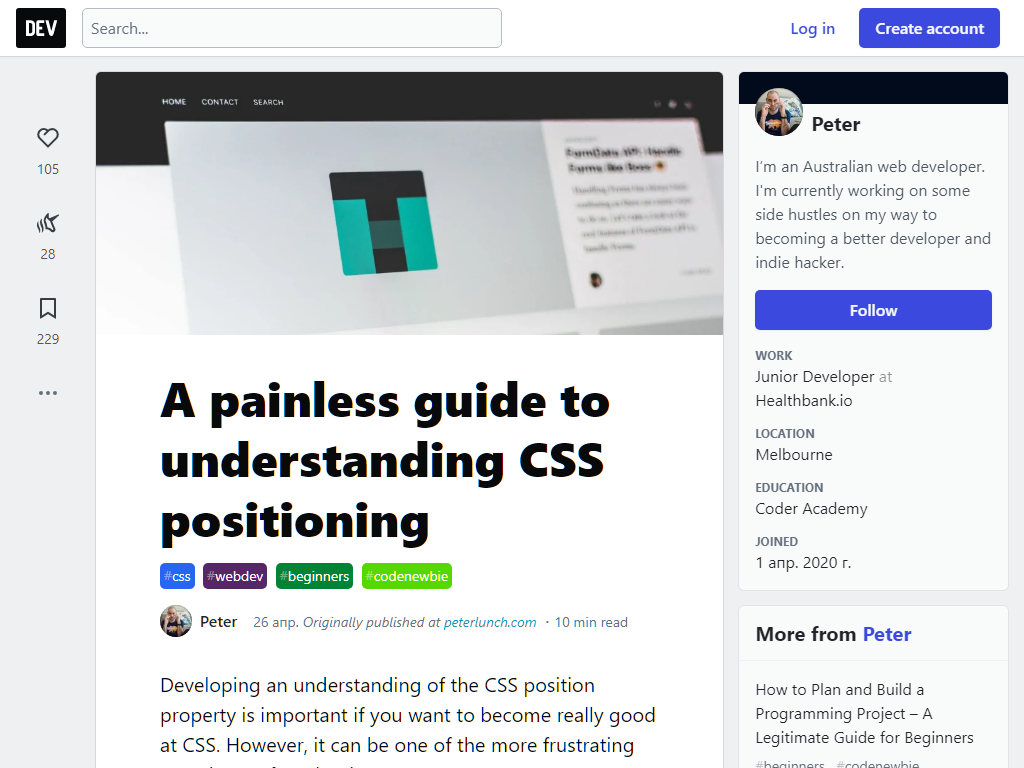 DEV
Search...
Log in
Create account
HOME CONTACT SEARCH
FormData API: Handle
Forms like Boss
105
28
229
A painless guide to
understanding CSS
positioning
#css #webdev #beginners #codenewbie
Peter 26 апр. Originally published at peterlunch.com ・10 min read
Developing an understanding of the CSS position
property is important if you want to become really good
at CSS. However, it can be one of the more frustrating
Peter
I'm an Australian web developer.
I'm currently working on some
side hustles on my way to
becoming a better developer and
indie hacker.
Follow
WORK
Junior Developer at
Healthbank.io
LOCATION
Melbourne
EDUCATION
Coder Academy
JOINED
1 апр. 2020 г.
More from Peter
How to Plan and Build a
Programming Project – A
Legitimate Guide for Beginners
#beginners #codenewbie